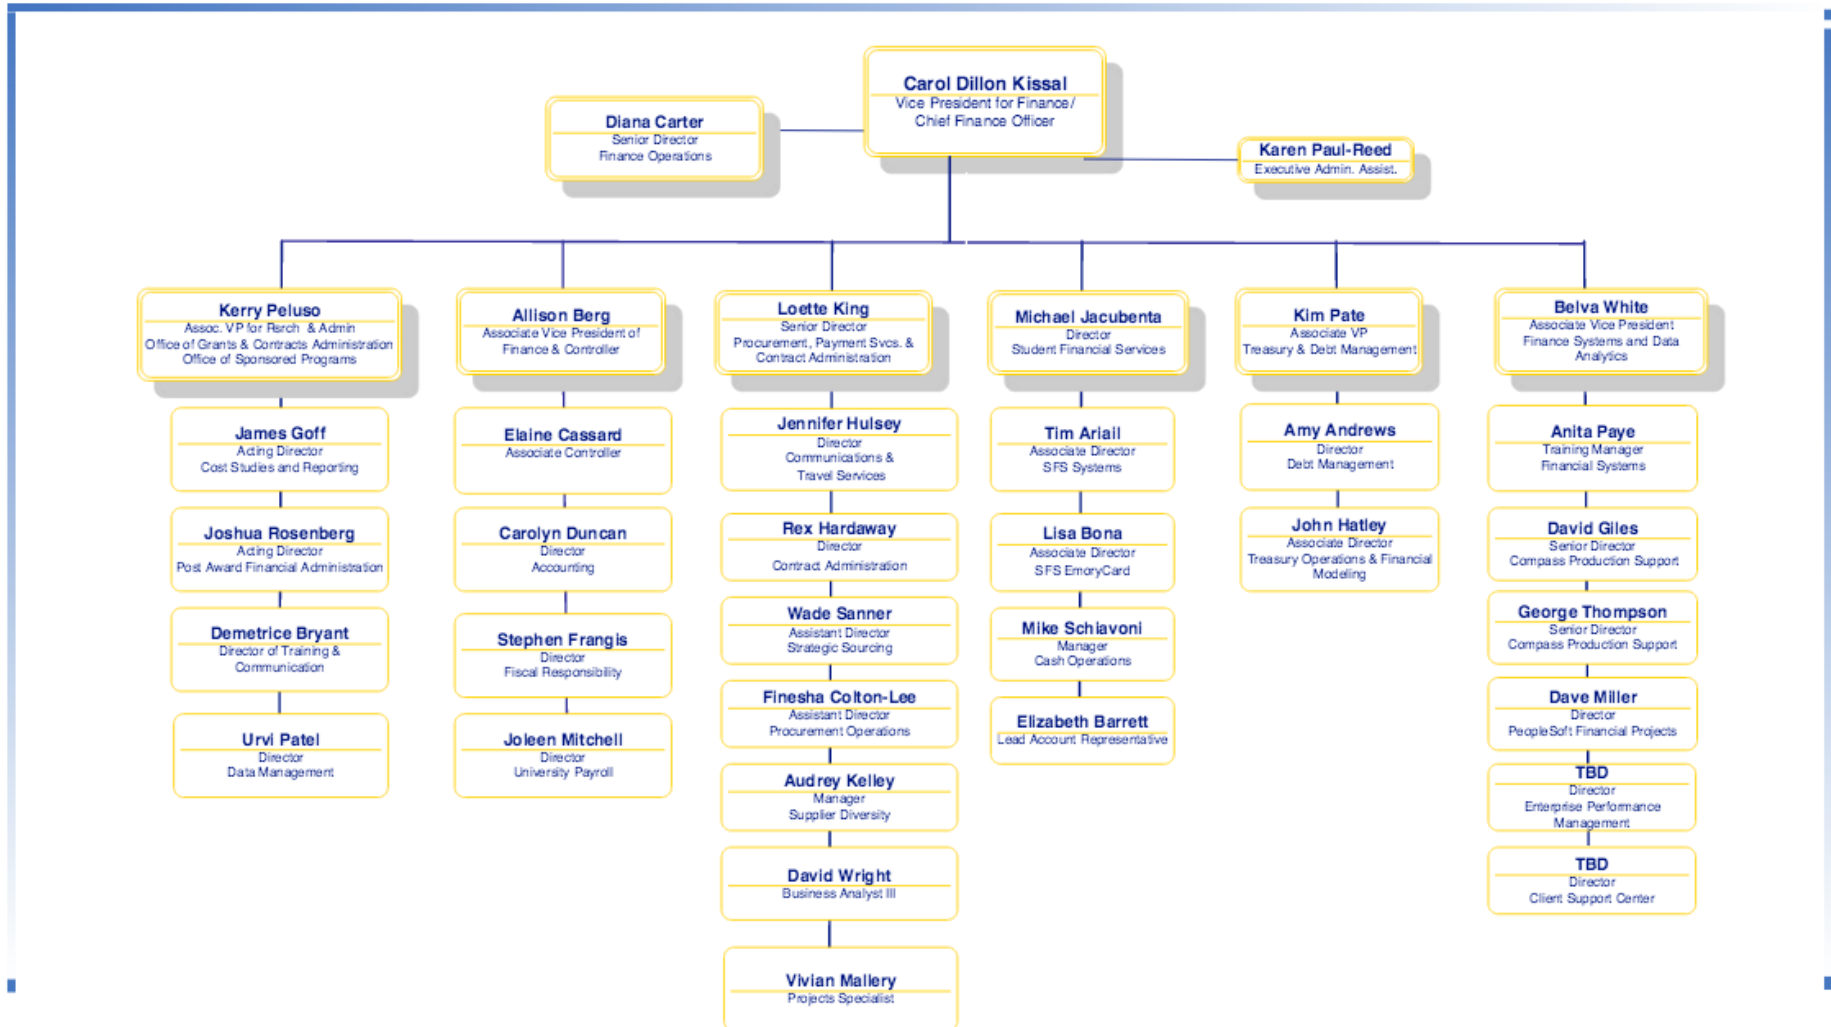 Carol Dillon Kissal
Vice President for Finance/
Chief Finance Officer
Diana Carter
Senior Director
Finance Operations
Karen Paul-Reed
Executive Admin. Assist.
Kerry Peluso
Assoc. VP for Rsrch & Admin
Office of Grants & Contracts Administration
Office of Sponsored Programs
James Goff
Acting Director
Cost Studies and Reporting
Joshua Rosenberg
Acting Director
Post Award Financial Administration
Demetrice Bryant
Director of Training &
Communication
Urvi Patel
Director
Data Management
Allison Berg
Associate Vice President of
Finance & Controller
Elaine Cassard
Associate Controller
Carolyn Duncan
Director
Accounting
Stephen Frangis
Director
Fiscal Responsibility
Joleen Mitchell
Director
University Payroll
Loette King
Senior Director
Procurement, Payment Svcs. &
Contract Administration
Jennifer Hulsey
Director
Communications &
Travel Services
Rex Hardaway
Director
Contract Administration
Wade Sanner
Assistant Director
Strategic Sourcing
Finesha Colton-Lee
Assistant Director
Procurement Operations
Audrey Kelley
Manager
Supplier Diversity
David Wright
Business Analyst III
Vivian Mallery
Projects Specialist
Michael Jacubenta
Director
Student Financial Services
Tim Ariail
Associate Director
SFS Systems
Lisa Bona
Associate Director
SFS EmoryCard
Mike Schiavoni
Manager
Cash Operations
Elizabeth Barrett
Lead Account Representative
Kim Pate
Associate VP
Treasury & Debt Management
Amy Andrews
Director
Debt Management
John Hatley
Associate Director
Treasury Operations & Financial
Modeling
Belva White
Associate Vice President
Finance Systems and Data
Analytics
Anita Paye
Training Manager
Financial Systems
David Giles
Senior Director
Compass Production Support
George Thompson
Senior Director
Compass Production Support
Dave Miller
Director
PeopleSoft Financial Projects
TBD
Director
Enterprise Performance
Management
TBD
Director
Client Support Center